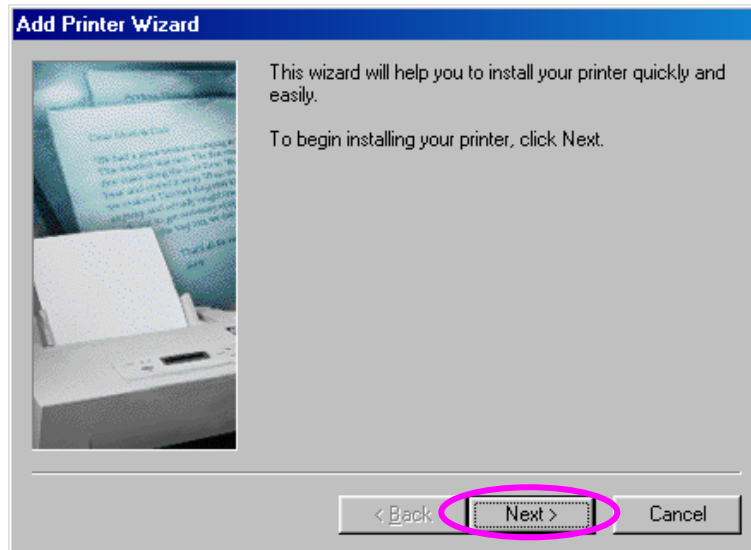 Add Printer Wizard
This wizard will help you to install your printer quickly and
easily.
To begin installing your printer, click Next.
< Back
Next >
Cancel